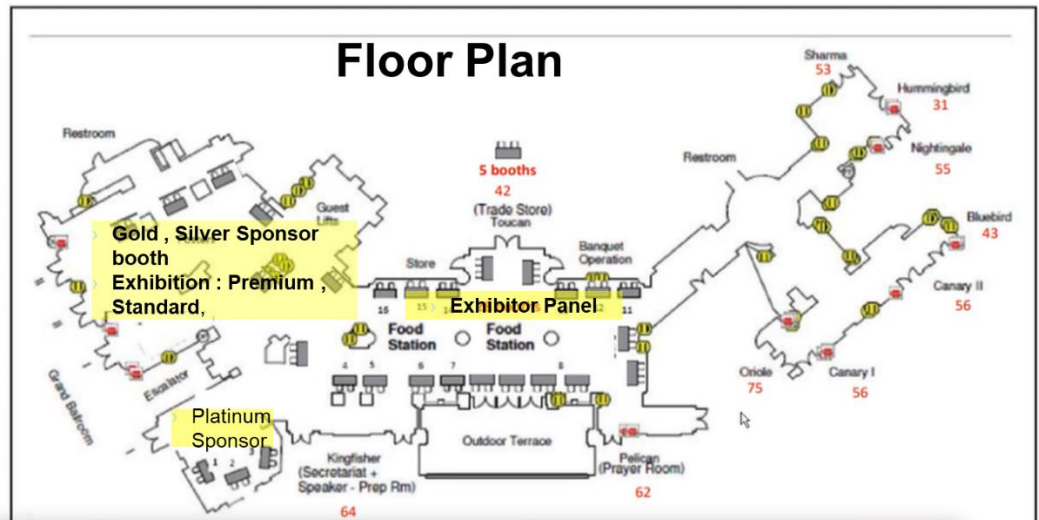 Floor Plan
Sharma
53
Hummingbird
31
Restroom
Nightingale
55
Restroom
5 booths
42
(Trade Store)
Toucan
Guest
Lifts
Bluebird
43
Gold , Silver Sponsor
booth
Exhibition : Premium ,
Standard,
Banquet
Operation
Store
Canary II
56
16
15
Exhibitor Panel
12
11
Food
Station
Food
Station
4
5
6
7
8
Oriole
75
Canary I
56
Escalator
Grand Ballroom
Platinum
Sponsor
1
2
3
Outdoor Terrace
Kingfisher
(Secretariat +
Speaker - Prep Rm)
64
Pelican
(Prayer Room)
62